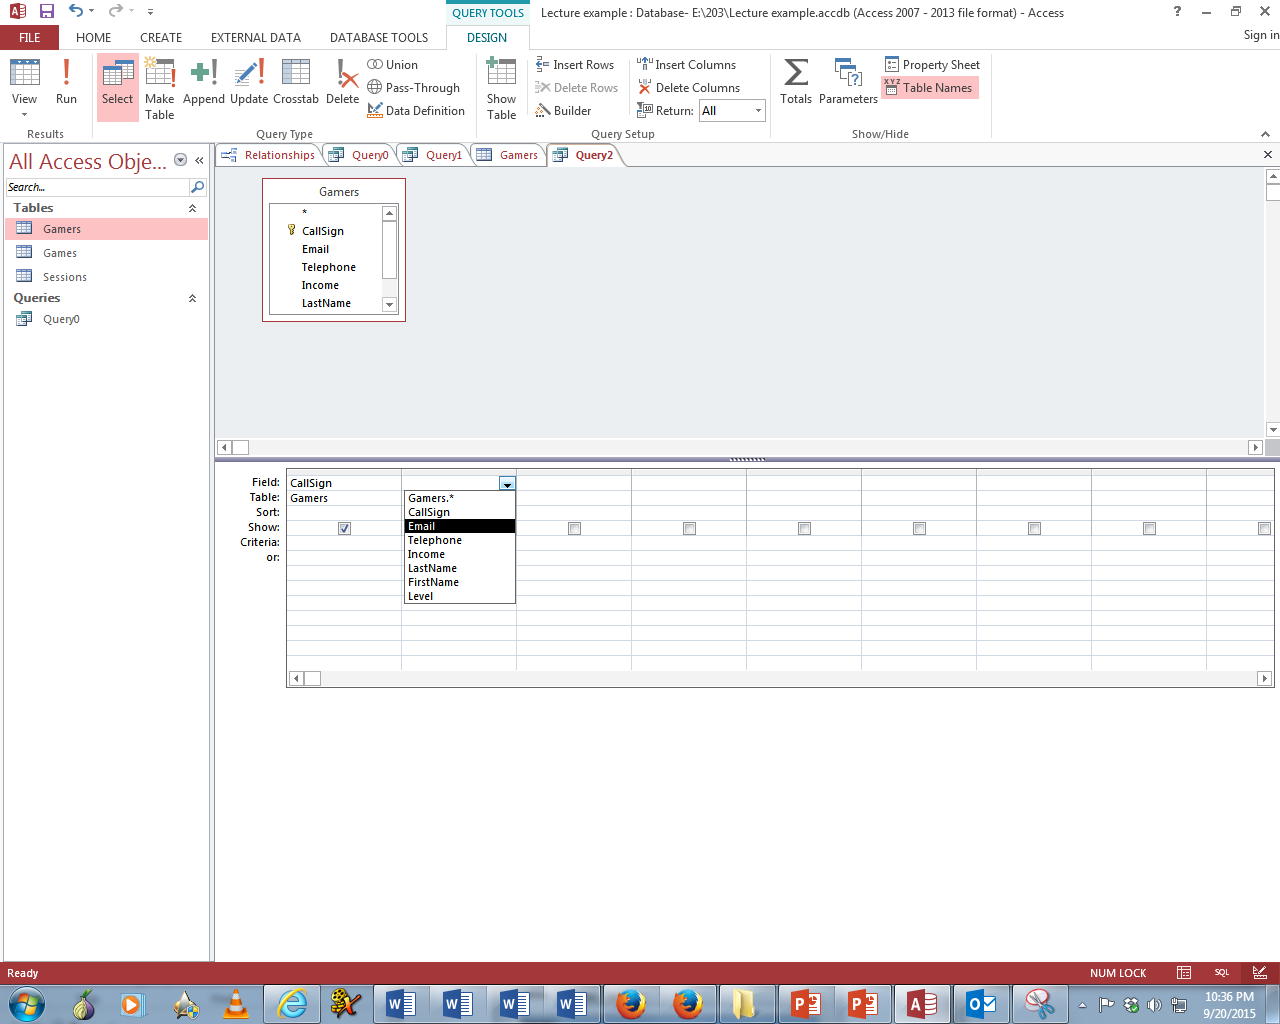 QUERY TOOLS
Lecture example : Database- E:\203\Lecture example.accdb (Access 2007 - 2013 file format) - Access
?
FILE HOME CREATE EXTERNAL DATA DATABASE TOOLS DESIGN
Sign in
View
Run
Results
Select
Make Table
Append
Update
Crosstab
Delete
Union
Pass-Through
Data Definition
Query Type
Show Table
Insert Rows
Delete Rows
Builder
Insert Columns
Delete Columns
Return: All
Query Setup
Totals
Parameters
Property Sheet
XYZ Table Names
Show/Hide
All Access Obje...
Search...
Tables
Gamers
Games
Sessions
Queries
Query0
Relationships Query0 Query1 Gamers Query2
Gamers
*
CallSign
Email
Telephone
Income
LastName
Field: CallSign
Table: Gamers
Sort:
Show:
Criteria:
or:
Gamers.*
CallSign
Email
Telephone
Income
LastName
FirstName
Level
Ready
NUM LOCK
SQL
10:36 PM
9/20/2015